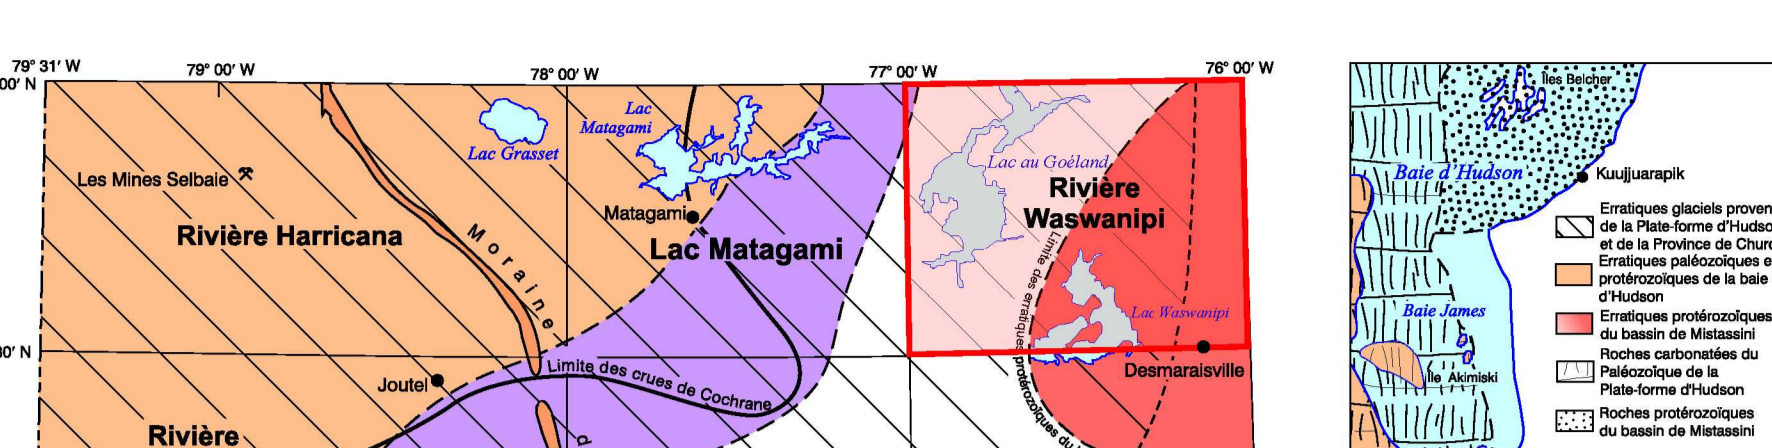 79° 31' W
79° 00' W
78° 00' W
77° 00' W
76° 00' W
00' N
Lac
Matagami
Lac Grasset
Les Mines Selbaie
Matagami
Rivière Harricana
Moraine
Lac Matagami
Lac au Goéland
Rivière
Waswanipi
Limite des erratiques protérozoïques du
Lac Waswanipi
30' N
Joutel
Limite des crues de Cochrane
Desmaraisville
Rivière
d
Îles Belcher
Baie d'Hudson
Kuujjuarapik
Baie James
Île Akimiski
Erratiques glaciels proven
de la Plate-forme d'Hudso
et de la Province de Churc
Erratiques paléozoïques e
protérozoïques de la baie
d'Hudson
Erratiques protérozoïques
du bassin de Mistassini
Roches carbonatées du
Paléozoïque de la
Plate-forme d'Hudson
Roches protérozoïques
du bassin de Mistassini